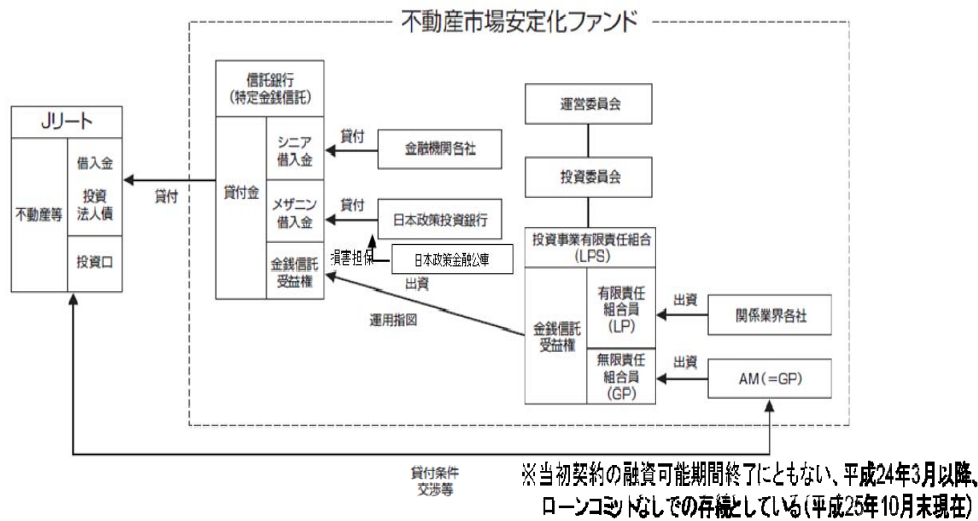 不動産市場安定化ファンド
信託銀行
(特定金銭信託)
貸付金
シニア
借入金
メザニン
借入金
金銭信託
受益権
Jリート
不動産等
借入金
投資
法人債
投資口
貸付
貸付
金融機関各社
貸付
日本政策投資銀行
損害担保
日本政策金融公庫
出資
運用指図
運営委員会
投資委員会
投資事業有限責任組合
(LPS)
金銭信託
受益権
有限責任
組合員
(LP)
無限責任
組合員
(GP)
出資
関係業界各社
出資
AM(=GP)
貸付条件
交渉等
※当初契約の融資可能期間終了にともない、平成24年3月以降、
ローンコミットなしでの存続としている(平成25年10月末現在)